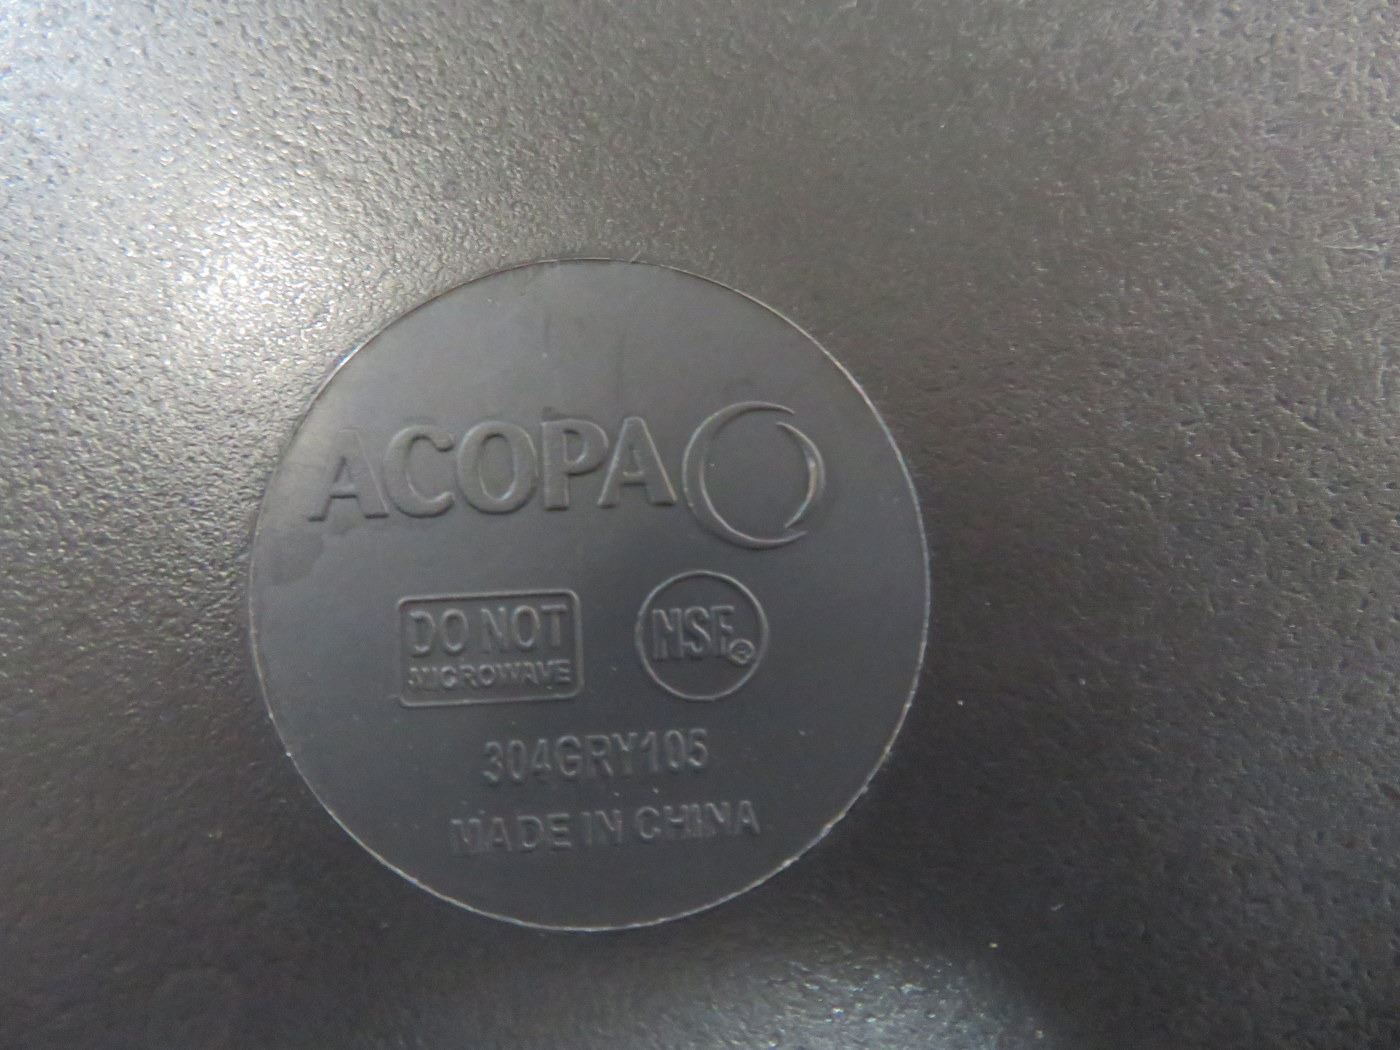 ACOPA
DO NOT
MICROWAVE
NSF®
304GRY105
MADE IN CHINA